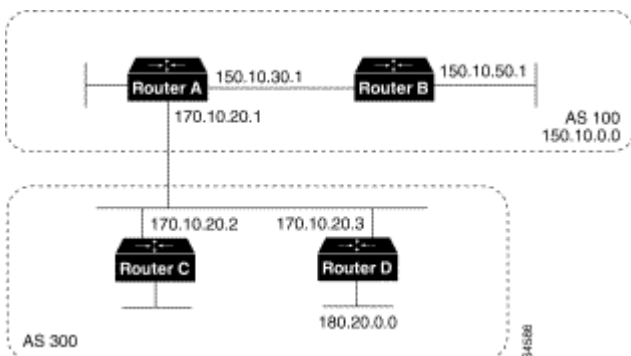 Router A
150.10.30.1
Router B
150.10.50.1
170.10.20.1
AS 100
150.10.0.0
170.10.20.2
170.10.20.3
Router C
Router D
180.20.0.0
AS 300
64586